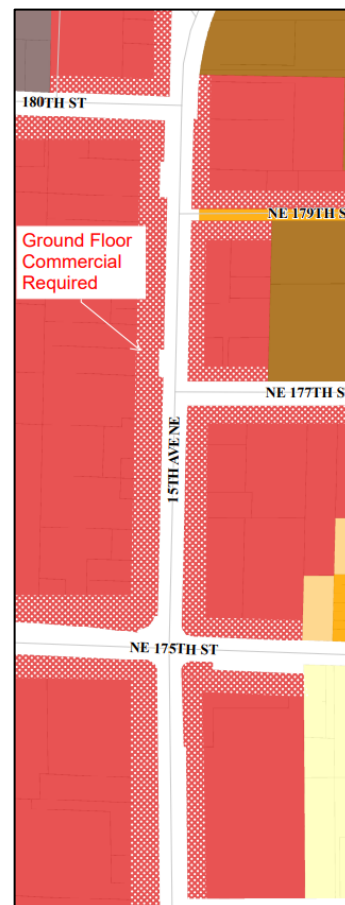 180TH ST
NE 179TH S
Ground Floor
Commercial
Required
NE 177TH S
15TH AVE NE
NE 175TH ST